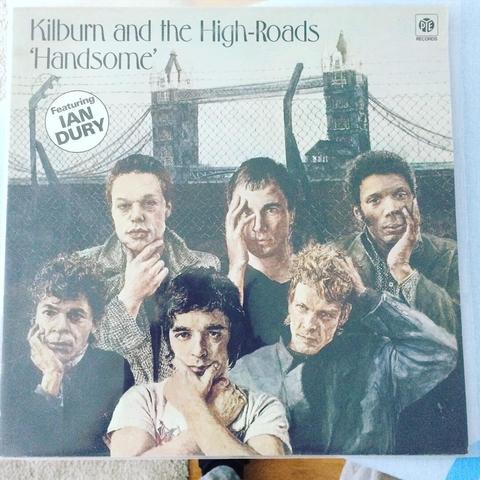 Kilburn and the High-Roads
'Handsome'
PYE
RECORDS
Featuring
IAN
DURY